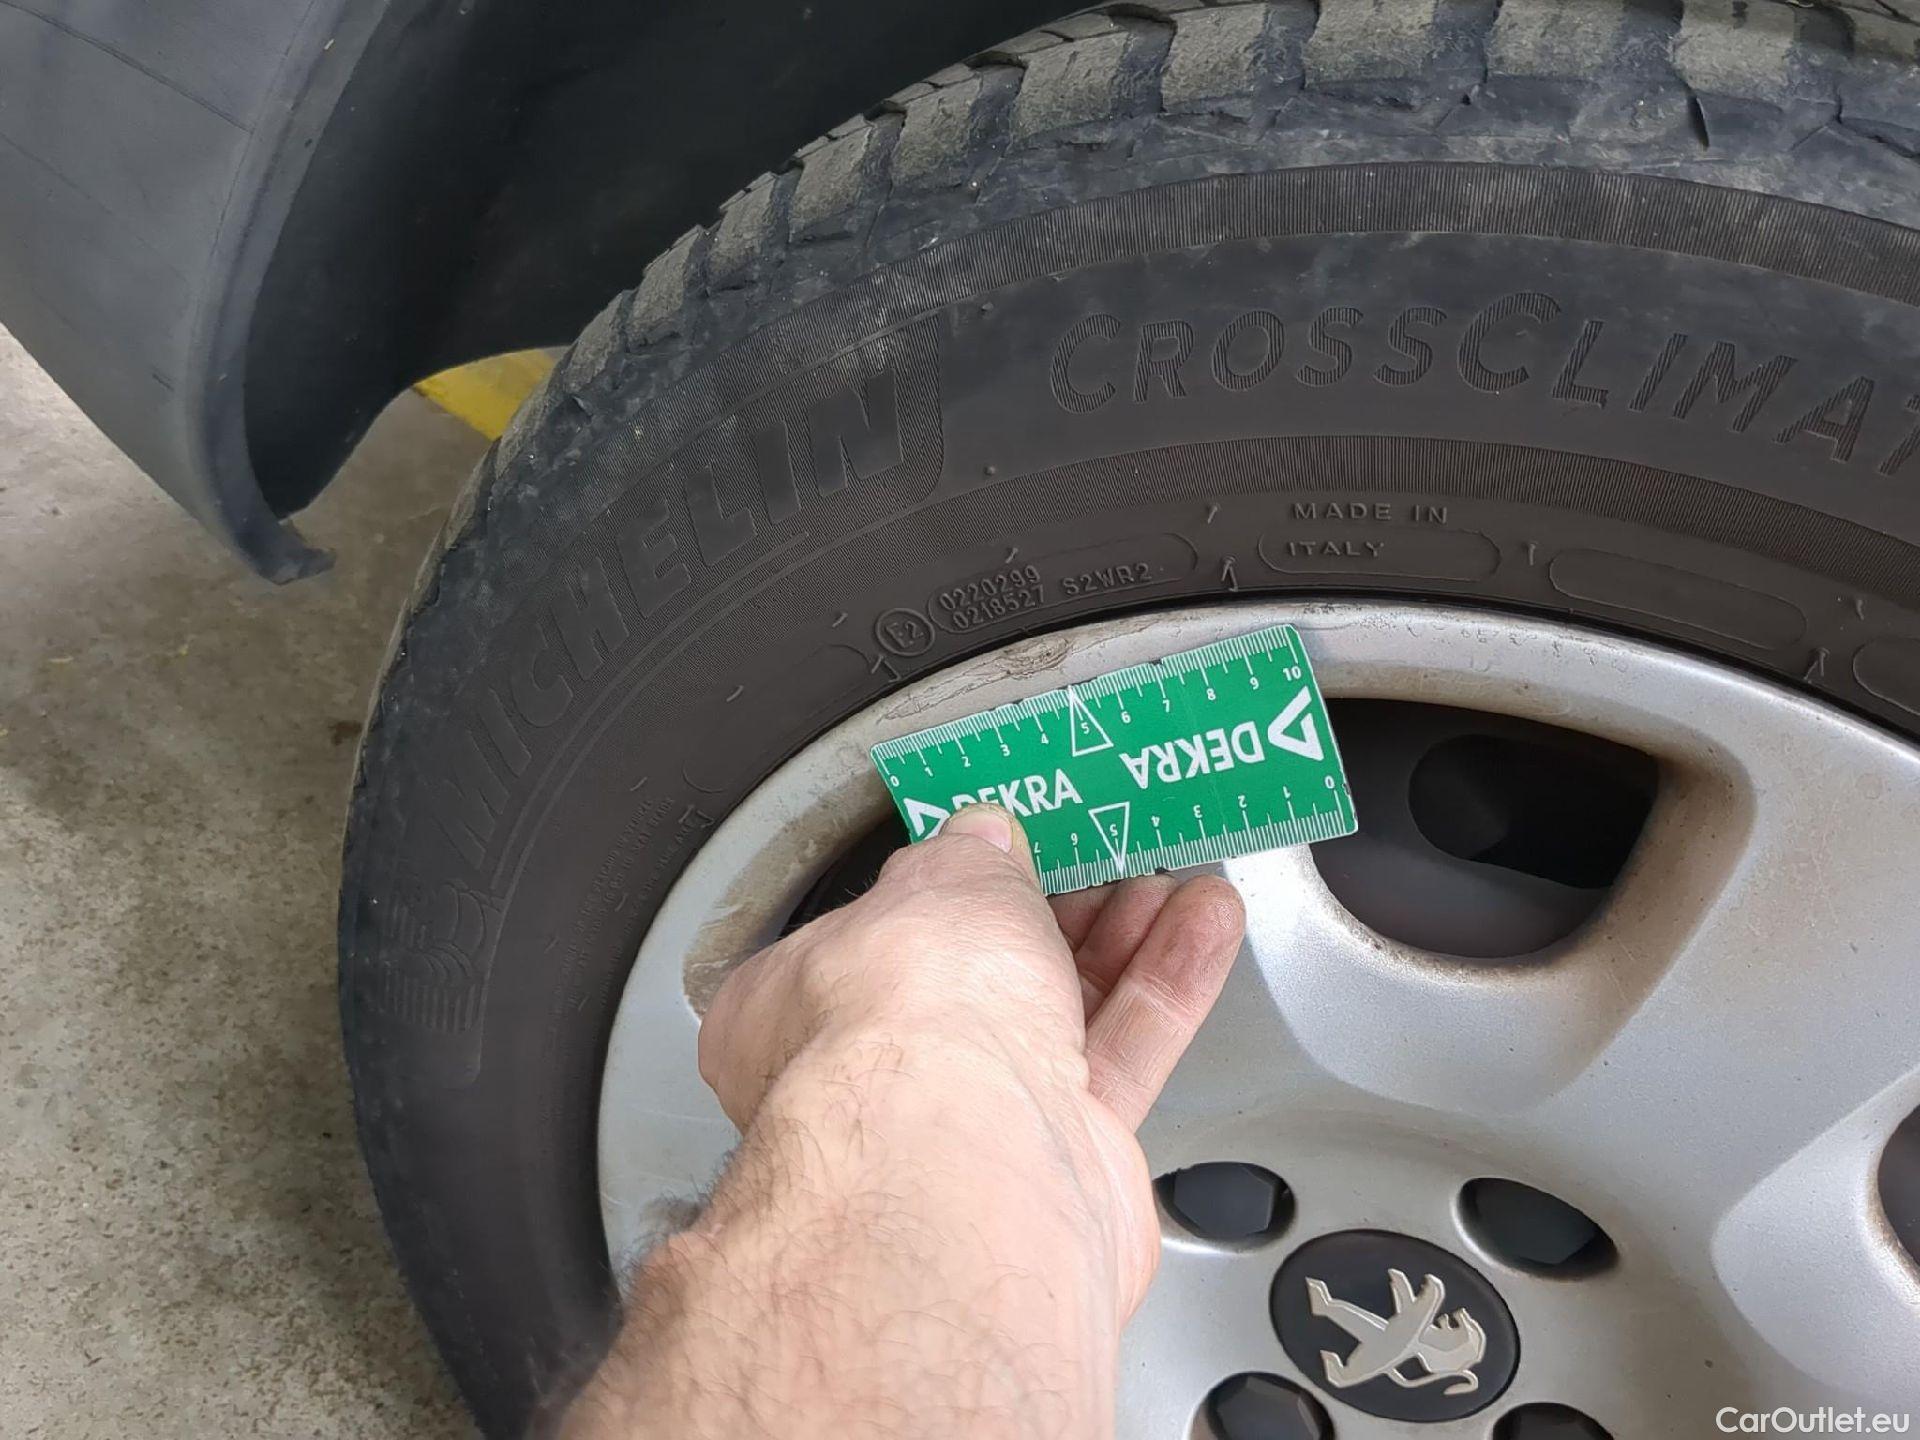 MICHELIN
CROSSCLIMAT
MADE IN
ITALY
E2
0220299
0218527 S2WR2
0 1 2 3 4 5 6 7 8 9 10
DEKRA
DEKRA
0 1 2 3 4 5 6 7
CarOutlet.eu